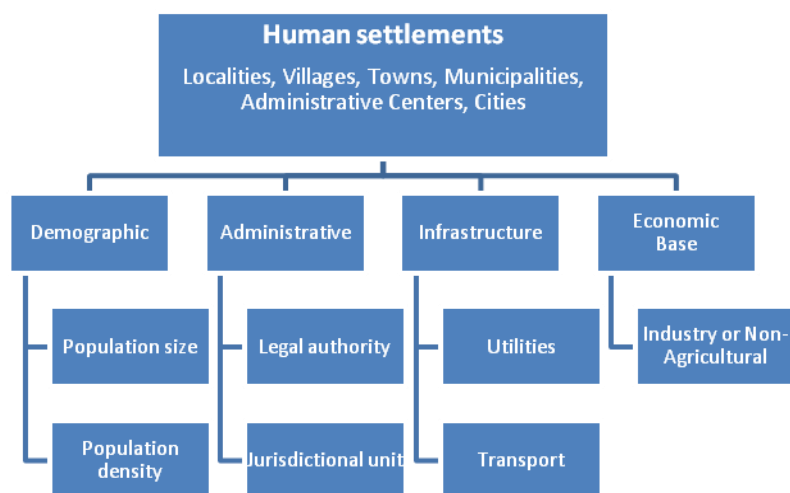 Human settlements
Localities, Villages, Towns, Municipalities,
Administrative Centers, Cities
Demographic
Administrative
Infrastructure
Economic
Base
Population size
Legal authority
Utilities
Industry or Non-
Agricultural
Population
density
Jurisdictional unit
Transport